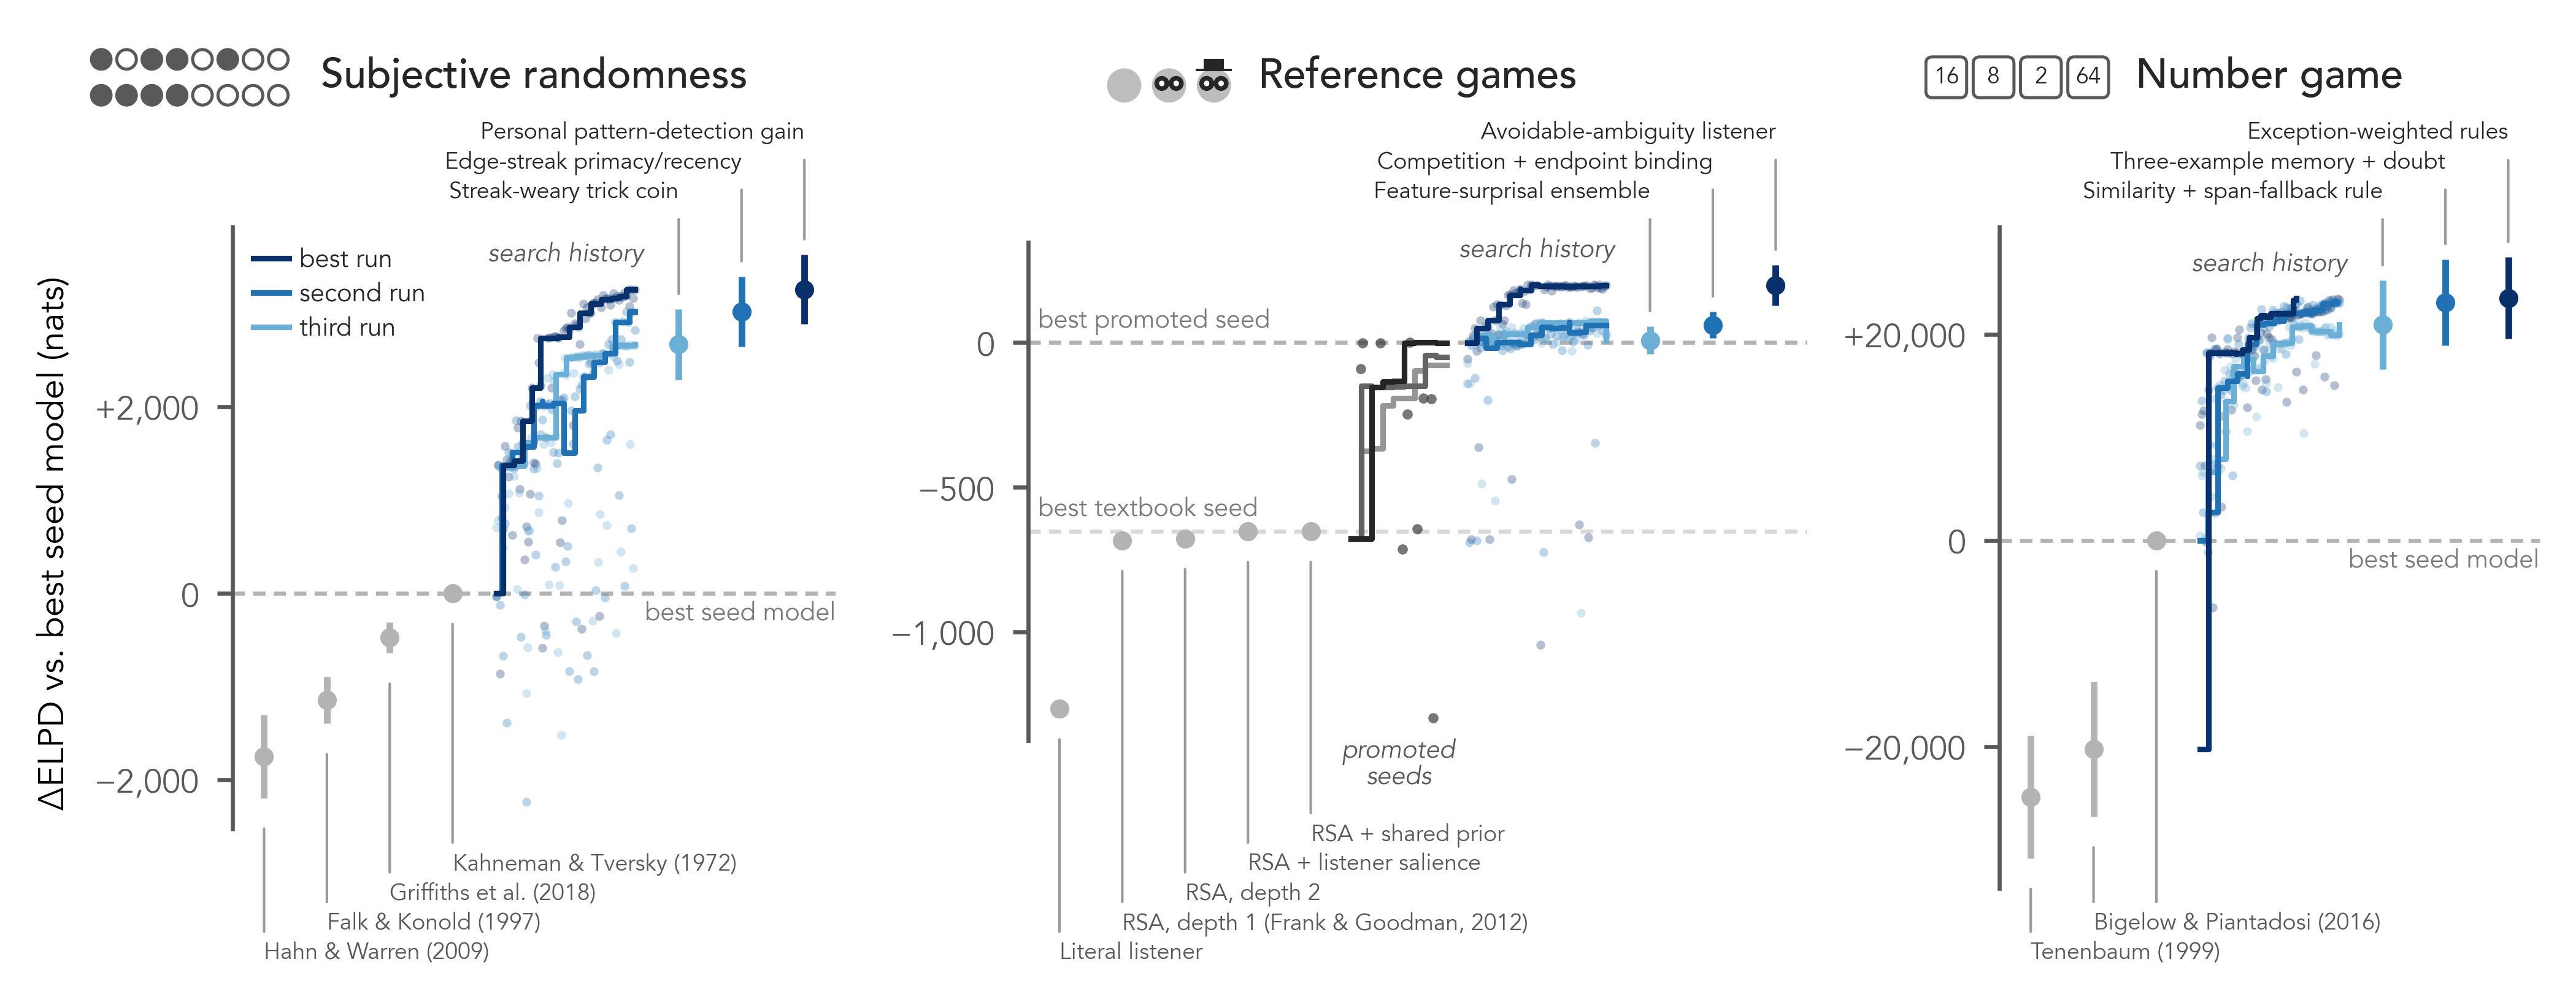 Subjective randomness
Personal pattern-detection gain
Edge-streak primacy/recency
Streak-weary trick coin
ΔELPD vs. best seed model (nats)
best run
second run
third run
search history
+2,000
0
−2,000
best seed model
Kahneman & Tversky (1972)
Griffiths et al. (2018)
Falk & Konold (1997)
Hahn & Warren (2009)
Reference games
Avoidable-ambiguity listener
Competition + endpoint binding
Feature-surprisal ensemble
search history
best promoted seed
0
−500
best textbook seed
−1,000
promoted
seeds
RSA + shared prior
RSA + listener salience
RSA, depth 2
RSA, depth 1 (Frank & Goodman, 2012)
Literal listener
16 8 2 64
Number game
Exception-weighted rules
Three-example memory + doubt
Similarity + span-fallback rule
search history
+20,000
0
best seed model
−20,000
Bigelow & Piantadosi (2016)
Tenenbaum (1999)